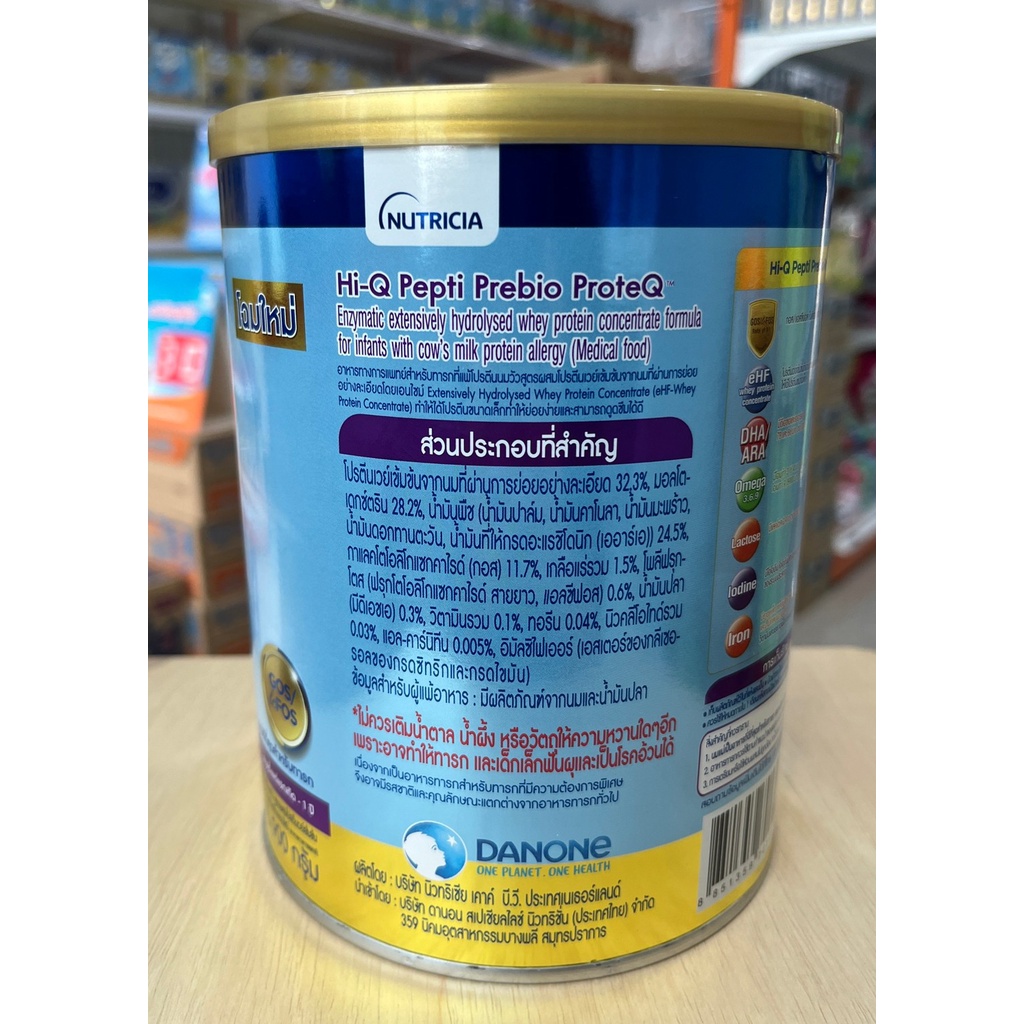 NUTRICIA
โฉมใหม่
Hi-Q Pepti Prebio ProteQ™
Enzymatic extensively hydrolysed whey protein concentrate formula
for infants with cow's milk protein allergy (Medical food)
อาหารทางการแพทย์สำหรับทารกที่แพ้โปรตีนนมวัวสูตรผสมโปรตีนเวย์เข้มข้นจากนมที่ผ่านการย่อย
อย่างละเอียดโดยเอนไซม์ Extensively Hydrolysed Whey Protein Concentrate (eHF-Whey
Protein Concentrate) ทำให้ได้โปรตีนขนาดเล็กทำให้ย่อยง่ายและสามารถดูดซึมได้ดี
ส่วนประกอบที่สำคัญ
โปรตีนเวย์เข้มข้นจากนมที่ผ่านการย่อยอย่างละเอียด 32.3%, มอลโต-
เดกซ์ตริน 28.2%, น้ำมันพืช (น้ำมันปาล์ม, น้ำมันคาโนลา, น้ำมันมะพร้าว,
น้ำมันดอกทานตะวัน, น้ำมันที่ให้กรดอะแรชิโดนิก (เออาร์เอ)) 24.5%,
กาแลคโตโอลิโกแซกคาไรด์ (กอส) 11.7%, เกลือแร่รวม 1.5%, โพลีฟรุก-
โตส (ฟรุกโตโอลิโกแซกคาไรด์ สายยาว, แอลซีฟอส) 0.6%, น้ำมันปลา
(มีดีเอชเอ) 0.3%, วิตามินรวม 0.1%, ทอรีน 0.04%, นิวคลีโอไทด์รวม
0.03%, แอล-คาร์นิทีน 0.005%, อิมัลซิไฟเออร์ (เอสเตอร์ของกลีเซอ-
รอลของกรดซิทริกและกรดไขมัน)
ข้อมูลสำหรับผู้แพ้อาหาร : มีผลิตภัณฑ์จากนมและน้ำมันปลา
*ไม่ควรเติมน้ำตาล น้ำผึ้ง หรือวัตถุให้ความหวานใดๆอีก
เพราะอาจทำให้ทารก และเด็กเล็กฟันผุและเป็นโรคอ้วนได้
เนื่องจากเป็นอาหารทารกสำหรับทารกที่มีความต้องการพิเศษ
จึงอาจมีรสชาติและคุณลักษณะแตกต่างจากอาหารทารกทั่วไป
DANONE
ONE PLANET. ONE HEALTH
ผลิตโดย : บริษัท นิวทริเชีย เคาค์ บี.วี. ประเทศเนเธอร์แลนด์
นำเข้าโดย : บริษัท ดานอน สเปเชียลไลซ์ นิวทริชั่น (ประเทศไทย) จำกัด
359 นิคมอุตสาหกรรมบางพลี สมุทรปราการ
GOS/
กรัม
Hi-Q Pepti
eHF
whey protein
concentrate
DHA/
ARA
Omega
3.6.9
Lactose
Iodine
Iron